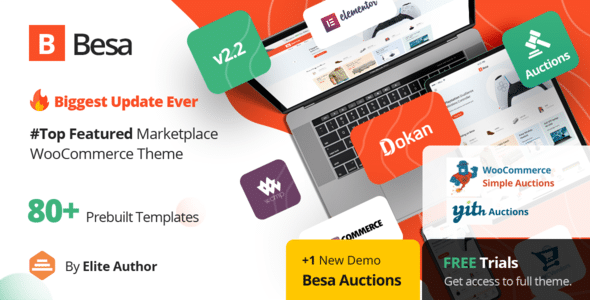 B Besa
Biggest Update Ever
#Top Featured Marketplace
WooCommerce Theme
80+ Prebuilt Templates
By Elite Author
v2.2
elementor
Auctions
Dokan
WooCommerce
Simple Auctions
yith Auctions
COMMERCE
+1 New Demo
Besa Auctions
FREE Trials
Get access to full theme.